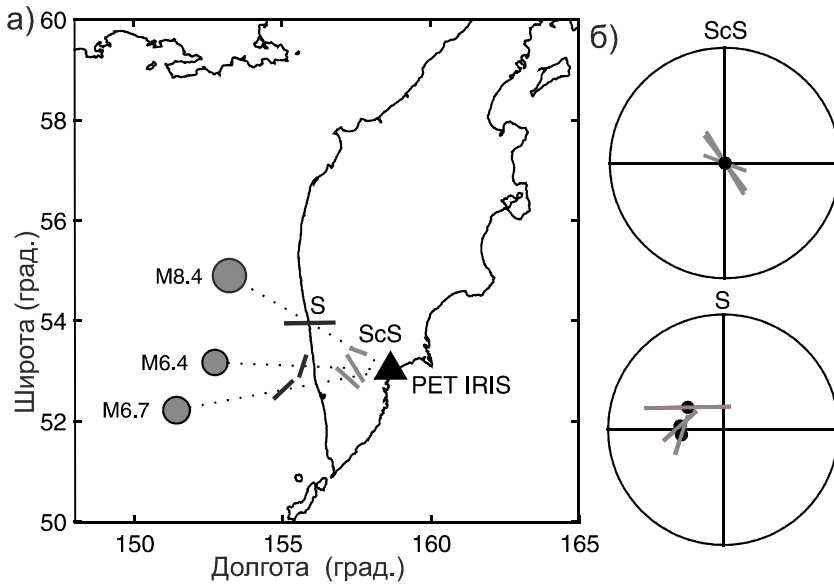 а)
60
58
56
54
52
50
Широта (град.)
M8.4
M6.4
M6.7
S
ScS
PET IRIS
150
155
160
165
Долгота (град.)
б)
ScS
S